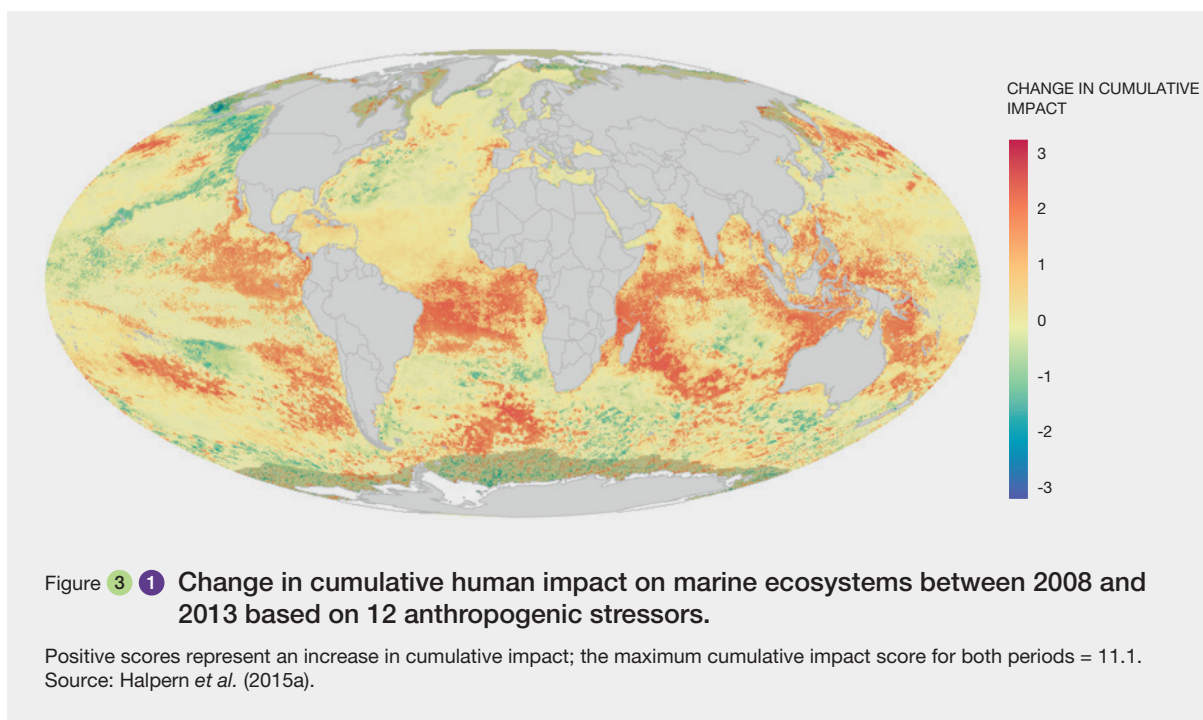 CHANGE IN CUMULATIVE
IMPACT
3
2
1
0
-1
-2
-3
Figure 3 1 Change in cumulative human impact on marine ecosystems between 2008 and
2013 based on 12 anthropogenic stressors.
Positive scores represent an increase in cumulative impact; the maximum cumulative impact score for both periods = 11.1.
Source: Halpern et al. (2015a).